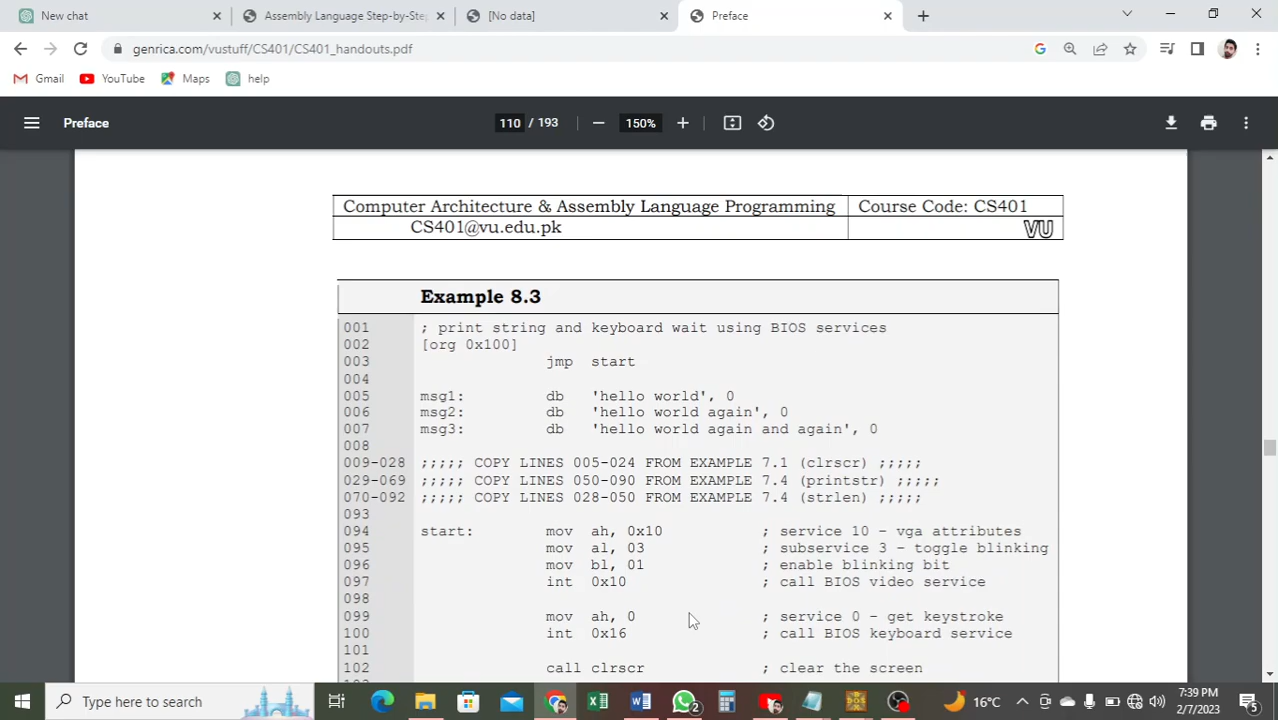 New chat
Assembly Language Step-by-Step
[No data]
Preface
genrica.com/vustuff/CS401/CS401_handouts.pdf
Gmail
YouTube
Maps
help
Preface
110 / 193
150%
Computer Architecture & Assembly Language Programming
Course Code: CS401
CS401@vu.edu.pk
VU
Example 8.3
001 ; print string and keyboard wait using BIOS services
002 [org 0x100]
003 jmp start
004
005 msg1: db 'hello world', 0
006 msg2: db 'hello world again', 0
007 msg3: db 'hello world again and again', 0
008
009-028 ;;;;; COPY LINES 005-024 FROM EXAMPLE 7.1 (clrscr) ;;;;;
029-069 ;;;;; COPY LINES 050-090 FROM EXAMPLE 7.4 (printstr) ;;;;;
070-092 ;;;;; COPY LINES 028-050 FROM EXAMPLE 7.4 (strlen) ;;;;;
093
094 start: mov ah, 0x10 ; service 10 – vga attributes
095 mov al, 03 ; subservice 3 – toggle blinking
096 mov bl, 01 ; enable blinking bit
097 int 0x10 ; call BIOS video service
098
099 mov ah, 0 ; service 0 – get keystroke
100 int 0x16 ; call BIOS keyboard service
101
102 call clrscr ; clear the screen
Type here to search
2
16°C
7:39 PM
2/7/2023
5